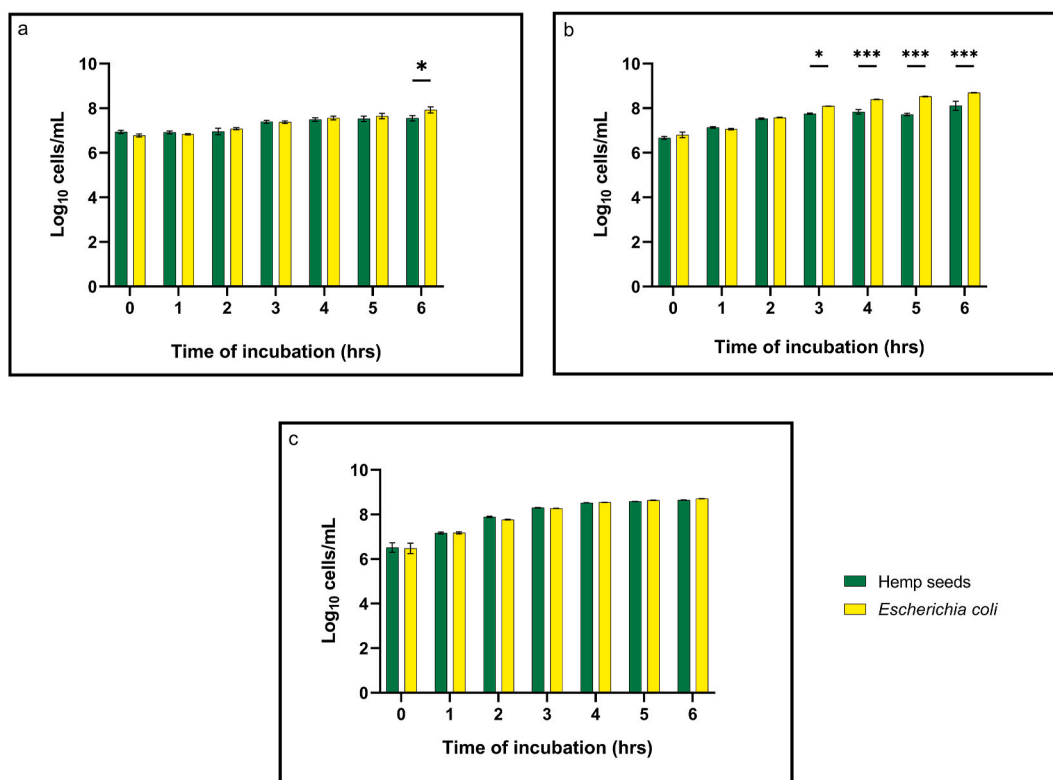 a
10
8
6
4
2
0
Log₁₀ cells/mL
*
0 1 2 3 4 5 6
Time of incubation (hrs)
b
10
8
6
4
2
0
Log₁₀ cells/mL
* *** *** ***
0 1 2 3 4 5 6
Time of incubation (hrs)
c
10
8
6
4
2
0
Log₁₀ cells/mL
0 1 2 3 4 5 6
Time of incubation (hrs)
Hemp seeds
Escherichia coli